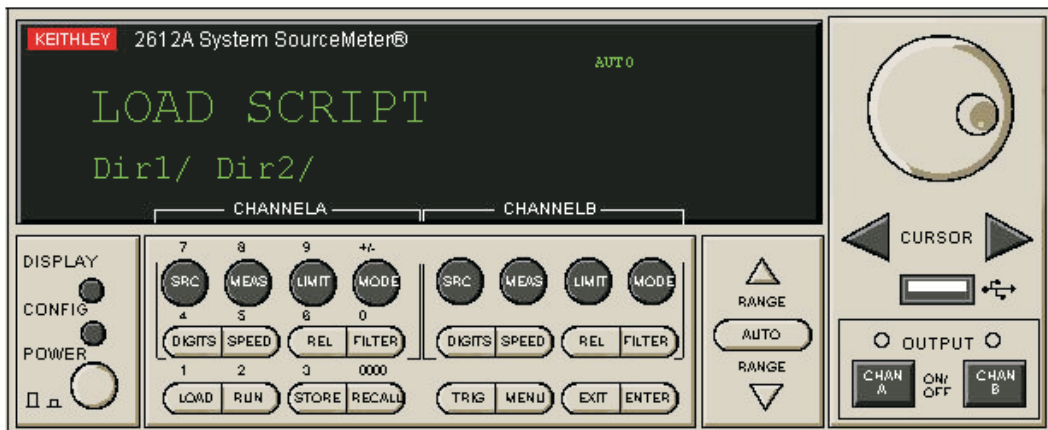 KEITHLEY 2612A System SourceMeter®
AUTO
LOAD SCRIPT
Dir1/ Dir2/
CHANNELA CHANNELB
DISPLAY
CONFIG
POWER
7 8 9 +/-
SRC MEAS LIMIT MODE SRC MEAS LIMIT MODE
4 5 6 0
DIGITS SPEED REL FILTER DIGITS SPEED REL FILTER
1 2 3 0000
LOAD RUN STORE RECALL TRIG MENU EXIT ENTER
RANGE
AUTO
RANGE
CURSOR
OUTPUT
CHAN A ON/OFF CHAN B